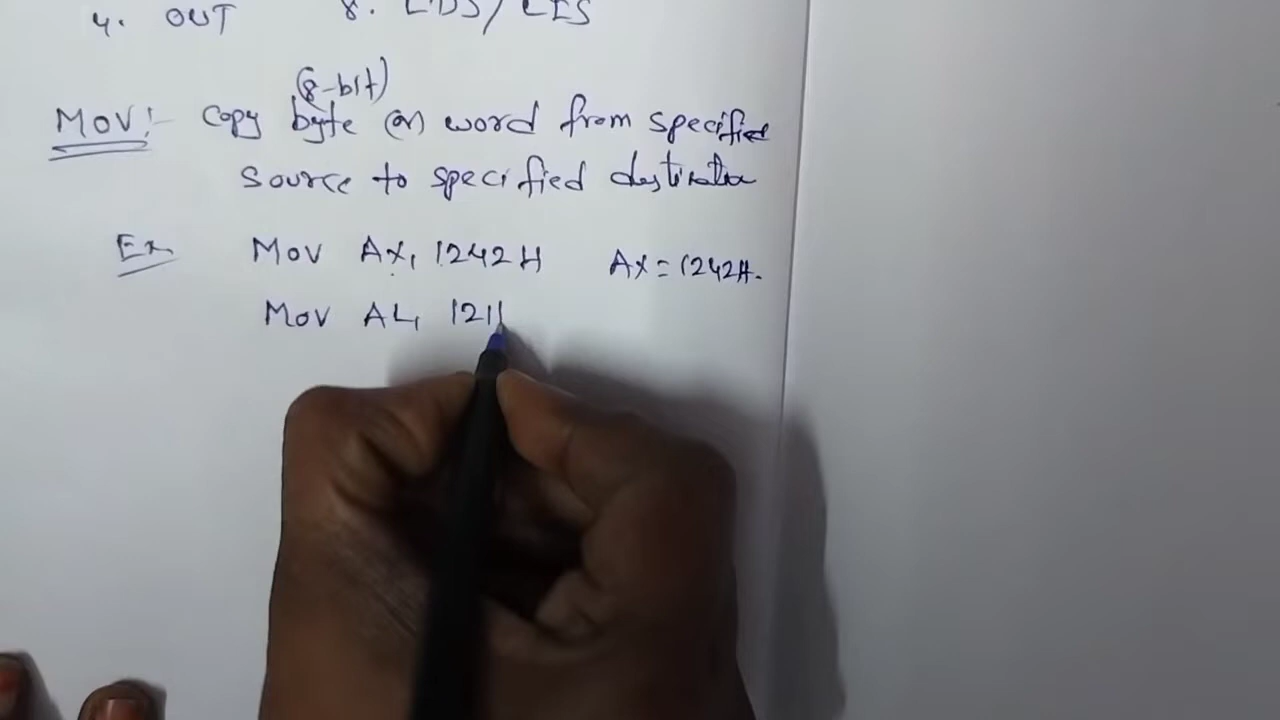 4. OUT 8. LDS/LES
(8-bit)
MOV:- Copy byte (or) word from specified
source to specified destination
Ex Mov Ax, 1242H Ax = 1242H.
Mov AL, 12